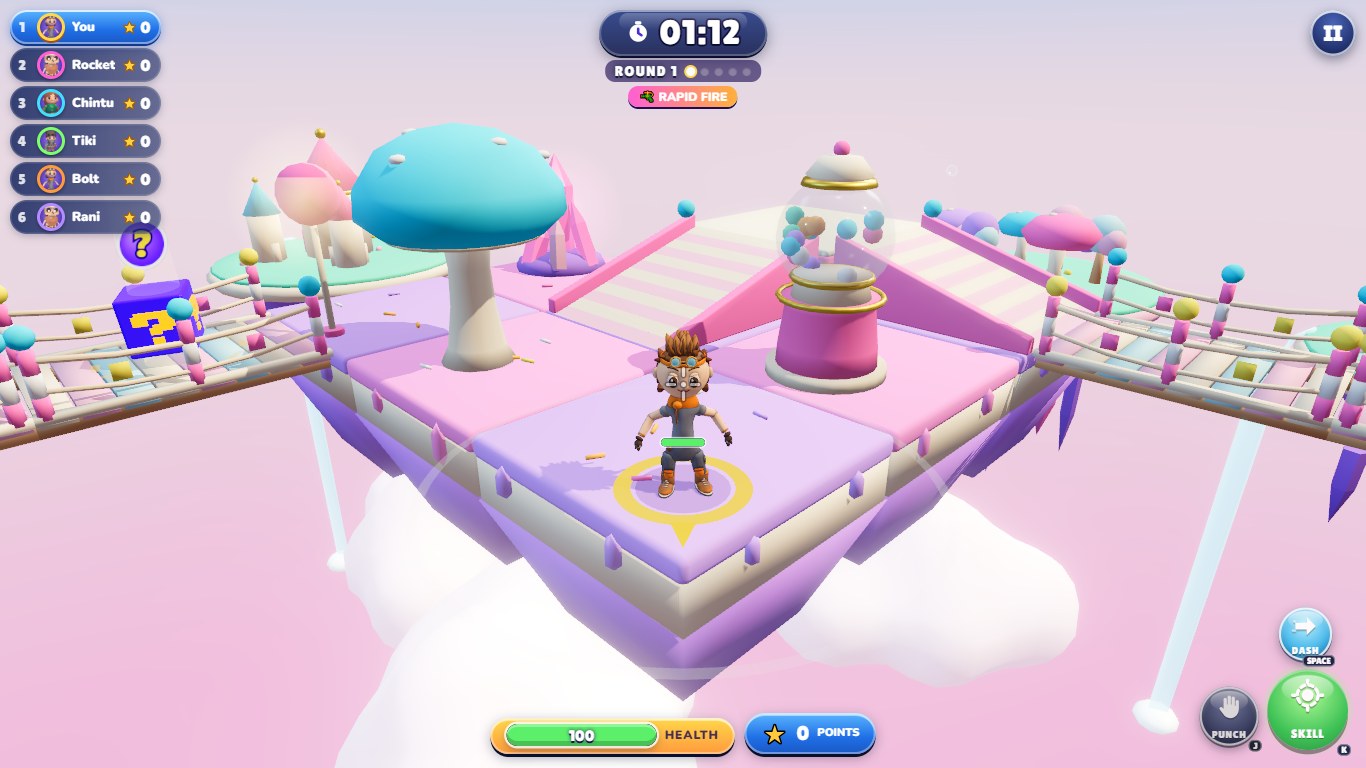 1 You 0
2 Rocket 0
3 Chintu 0
4 Tiki 0
5 Bolt 0
6 Rani 0
?
?
01:12
ROUND 1
RAPID FIRE
100 HEALTH
0 POINTS
DASH
SPACE
PUNCH
J
SKILL
K